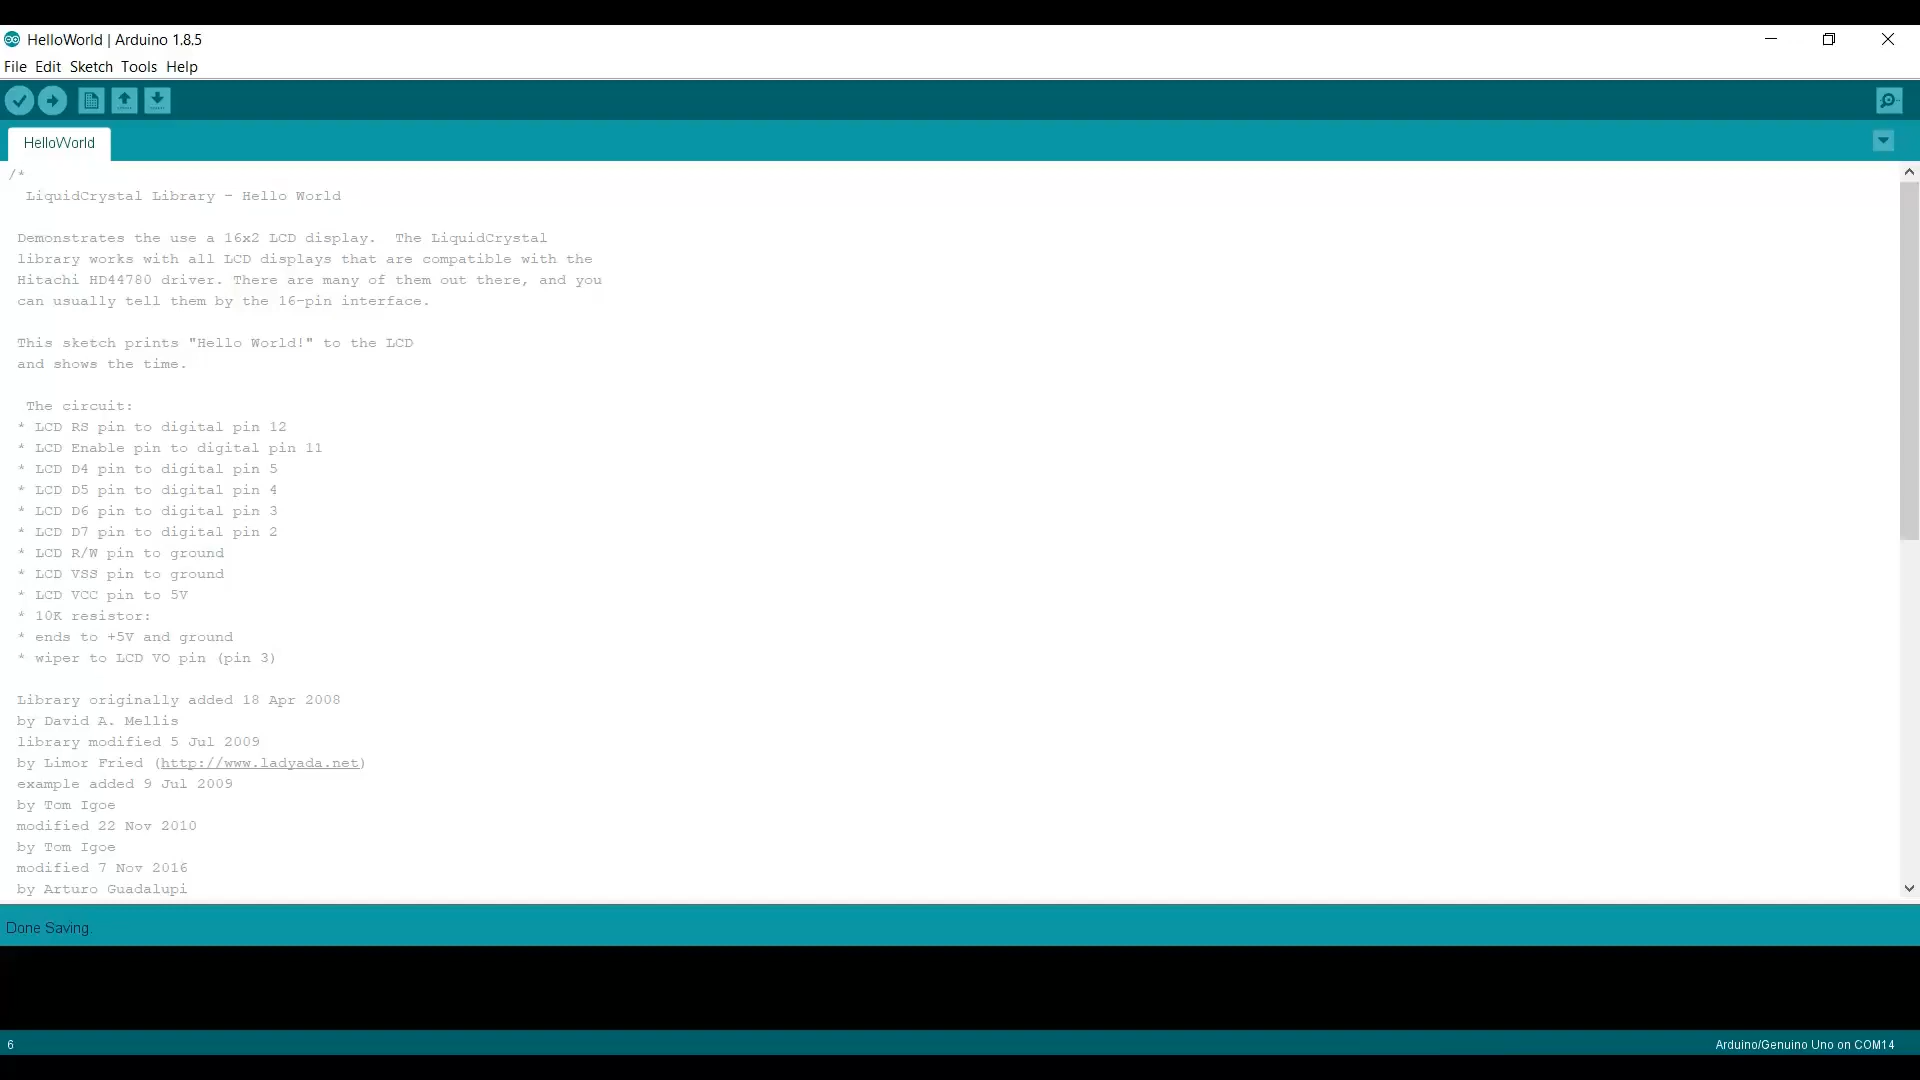 HelloWorld | Arduino 1.8.5
File Edit Sketch Tools Help
HelloWorld
/*
LiquidCrystal Library - Hello World
Demonstrates the use a 16x2 LCD display.  The LiquidCrystal
library works with all LCD displays that are compatible with the
Hitachi HD44780 driver. There are many of them out there, and you
can usually tell them by the 16-pin interface.
This sketch prints "Hello World!" to the LCD
and shows the time.
The circuit:
* LCD RS pin to digital pin 12
* LCD Enable pin to digital pin 11
* LCD D4 pin to digital pin 5
* LCD D5 pin to digital pin 4
* LCD D6 pin to digital pin 3
* LCD D7 pin to digital pin 2
* LCD R/W pin to ground
* LCD VSS pin to ground
* LCD VCC pin to 5V
* 10K resistor:
* ends to +5V and ground
* wiper to LCD VO pin (pin 3)
Library originally added 18 Apr 2008
by David A. Mellis
library modified 5 Jul 2009
by Limor Fried (http://www.ladyada.net)
example added 9 Jul 2009
by Tom Igoe
modified 22 Nov 2010
by Tom Igoe
modified 7 Nov 2016
by Arturo Guadalupi
Done Saving.
6
Arduino/Genuino Uno on COM14